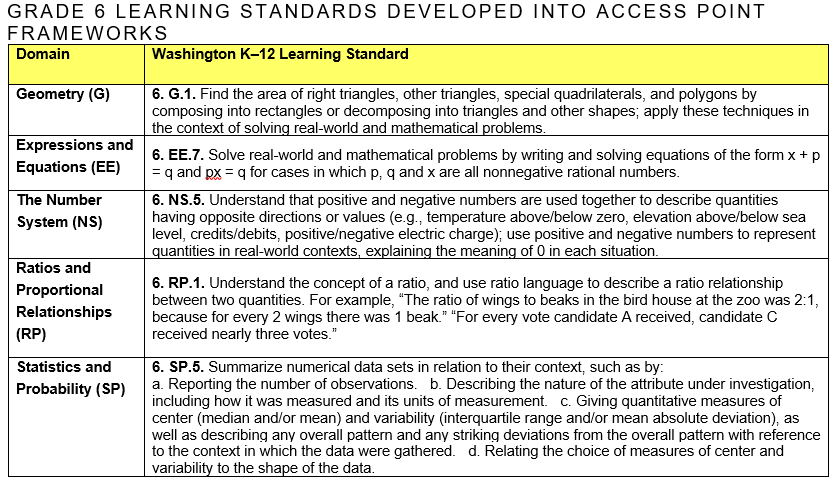 GRADE 6 LEARNING STANDARDS DEVELOPED INTO ACCESS POINT
FRAMEWORKS
Domain
Washington K–12 Learning Standard
Geometry (G)
6. G.1. Find the area of right triangles, other triangles, special quadrilaterals, and polygons by
composing into rectangles or decomposing into triangles and other shapes; apply these techniques in
the context of solving real-world and mathematical problems.
Expressions and
Equations (EE)
6. EE.7. Solve real-world and mathematical problems by writing and solving equations of the form x + p
= q and px = q for cases in which p, q and x are all nonnegative rational numbers.
The Number
System (NS)
6. NS.5. Understand that positive and negative numbers are used together to describe quantities
having opposite directions or values (e.g., temperature above/below zero, elevation above/below sea
level, credits/debits, positive/negative electric charge); use positive and negative numbers to represent
quantities in real-world contexts, explaining the meaning of 0 in each situation.
Ratios and
Proportional
Relationships
(RP)
6. RP.1. Understand the concept of a ratio, and use ratio language to describe a ratio relationship
between two quantities. For example, “The ratio of wings to beaks in the bird house at the zoo was 2:1,
because for every 2 wings there was 1 beak.” “For every vote candidate A received, candidate C
received nearly three votes.”
Statistics and
Probability (SP)
6. SP.5. Summarize numerical data sets in relation to their context, such as by:
a. Reporting the number of observations. b. Describing the nature of the attribute under investigation,
including how it was measured and its units of measurement. c. Giving quantitative measures of
center (median and/or mean) and variability (interquartile range and/or mean absolute deviation), as
well as describing any overall pattern and any striking deviations from the overall pattern with reference
to the context in which the data were gathered. d. Relating the choice of measures of center and
variability to the shape of the data.